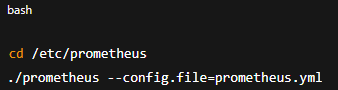 bash
cd /etc/prometheus
./prometheus --config.file=prometheus.yml